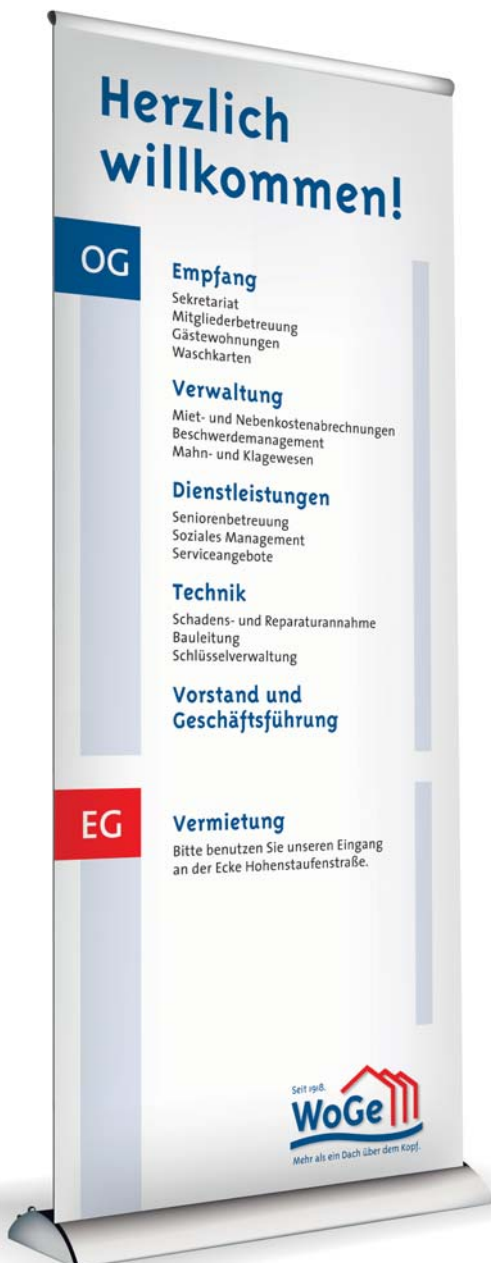 Herzlich
willkommen!
OG
Empfang
Sekretariat
Mitgliederbetreuung
Gästewohnungen
Waschkarten
Verwaltung
Miet- und Nebenkostenabrechnungen
Beschwerdemanagement
Mahn- und Klagewesen
Dienstleistungen
Seniorenbetreuung
Soziales Management
Serviceangebote
Technik
Schadens- und Reparaturannahme
Bauleitung
Schlüsselverwaltung
Vorstand und
Geschäftsführung
EG
Vermietung
Bitte benutzen Sie unseren Eingang
an der Ecke Hohenstaufenstraße.
Seit 1918.
WoGe
Mehr als ein Dach über dem Kopf.